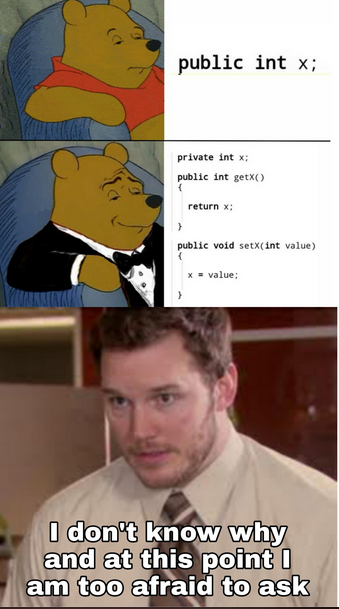 public int x;
private int x;
public int getX()
{
return x;
}
public void setX(int value)
{
x = value;
}
I don't know why
and at this point I
am too afraid to ask